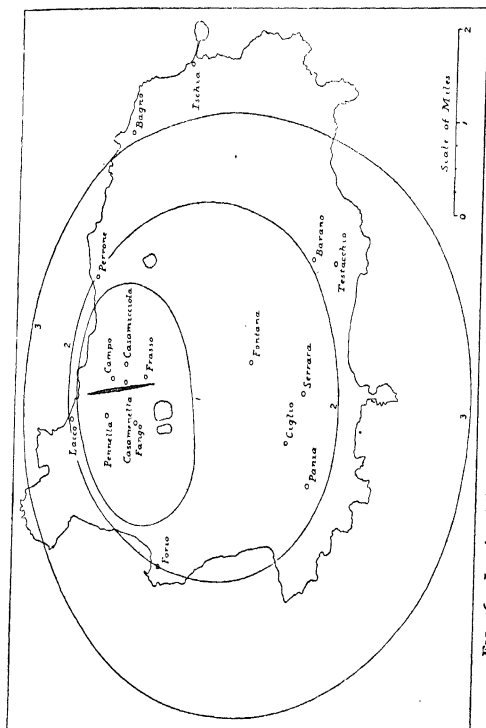 3
2
1
Lacco
Perrone
Bagno
Ischia
Campo
Casamicciola
Pennella
Casamenella
Fango
Frasso
Forio
Fontana
Ciglio
Serrara
Panza
Barano
Testacchio
2
3
Scale of Miles
0 1 2